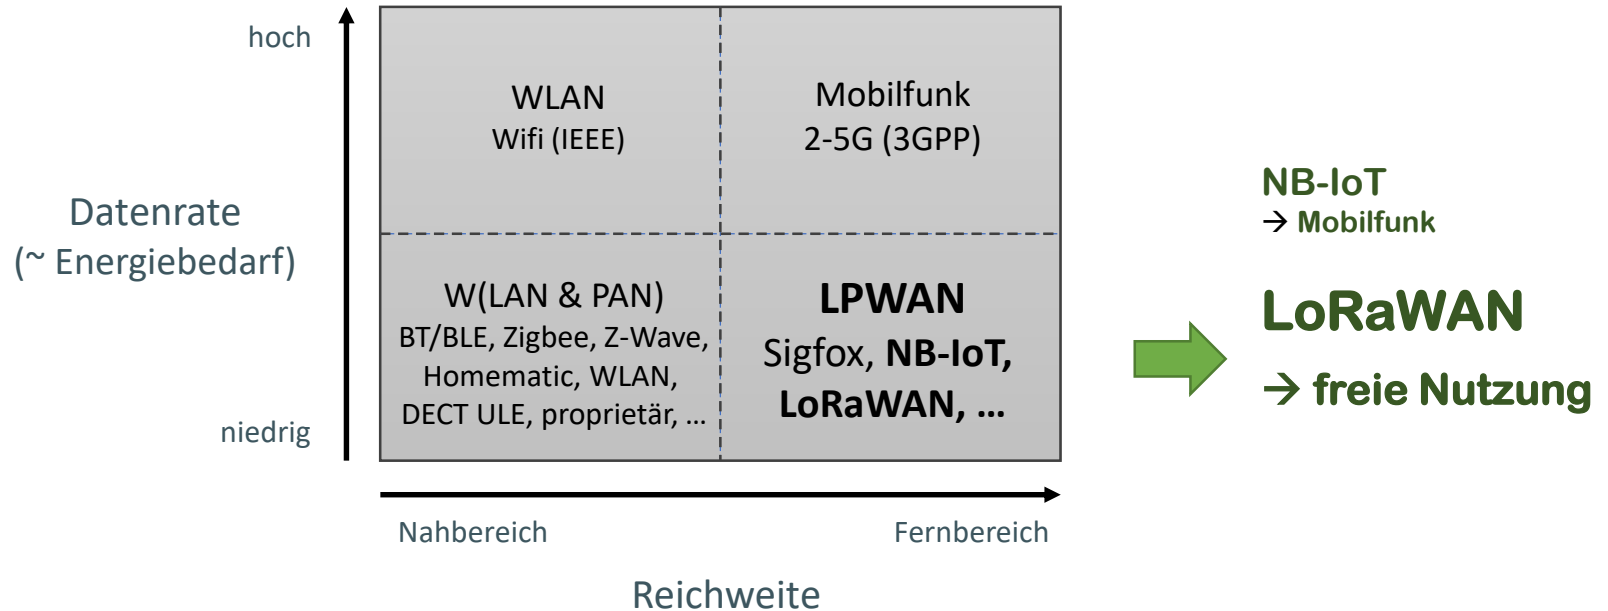 hoch
Datenrate
(~ Energiebedarf)
niedrig
WLAN
Wifi (IEEE)
Mobilfunk
2-5G (3GPP)
W(LAN & PAN)
BT/BLE, Zigbee, Z-Wave,
Homematic, WLAN,
DECT ULE, proprietär, ...
LPWAN
Sigfox, NB-IoT,
LoRaWAN, ...
Nahbereich
Fernbereich
Reichweite
NB-IoT
→ Mobilfunk
LoRaWAN
→ freie Nutzung